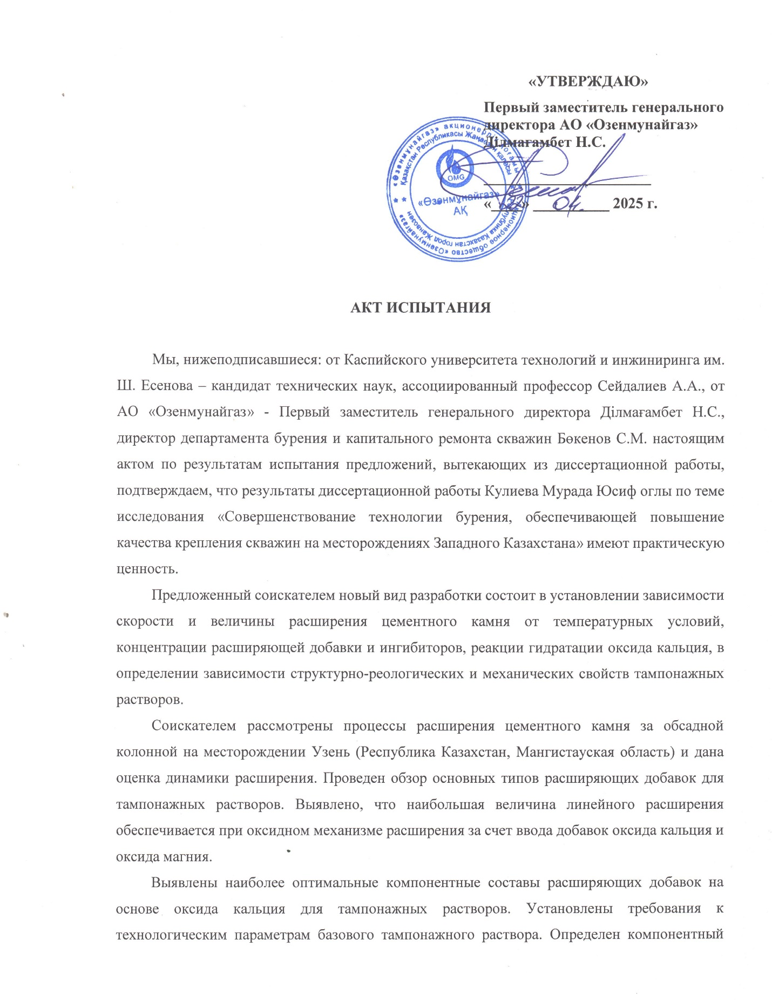 «УТВЕРЖДАЮ»
Первый заместитель генерального
директора АО «Озенмунайгаз»
Ділмағамбет Н.С.
«Өзенмұнайгаз» акционерлік қоғамы
Қазақстан Республикасы Жаңаөзен қаласы
OMG
«Өзенмұнайгаз»
АҚ
Республика Казахстан город Жанаозен
Акционерное общество «Озенмунайгаз»
« » 04. 2025 г.
АКТ ИСПЫТАНИЯ
Мы, нижеподписавшиеся: от Каспийского университета технологий и инжиниринга им.
Ш. Есенова – кандидат технических наук, ассоциированный профессор Сейдалиев А.А., от
АО «Озенмунайгаз» - Первый заместитель генерального директора Ділмағамбет Н.С.,
директор департамента бурения и капитального ремонта скважин Бөкенов С.М. настоящим
актом по результатам испытания предложений, вытекающих из диссертационной работы,
подтверждаем, что результаты диссертационной работы Кулиева Мурада Юсиф оглы по теме
исследования «Совершенствование технологии бурения, обеспечивающей повышение
качества крепления скважин на месторождениях Западного Казахстана» имеют практическую
ценность.
Предложенный соискателем новый вид разработки состоит в установлении зависимости
скорости и величины расширения цементного камня от температурных условий,
концентрации расширяющей добавки и ингибиторов, реакции гидратации оксида кальция, в
определении зависимости структурно-реологических и механических свойств тампонажных
растворов.
Соискателем рассмотрены процессы расширения цементного камня за обсадной
колонной на месторождении Узень (Республика Казахстан, Мангистауская область) и дана
оценка динамики расширения. Проведен обзор основных типов расширяющих добавок для
тампонажных растворов. Выявлено, что наибольшая величина линейного расширения
обеспечивается при оксидном механизме расширения за счет ввода добавок оксида кальция и
оксида магния.
Выявлены наиболее оптимальные компонентные составы расширяющих добавок на
основе оксида кальция для тампонажных растворов. Установлены требования к
технологическим параметрам базового тампонажного раствора. Определен компонентный